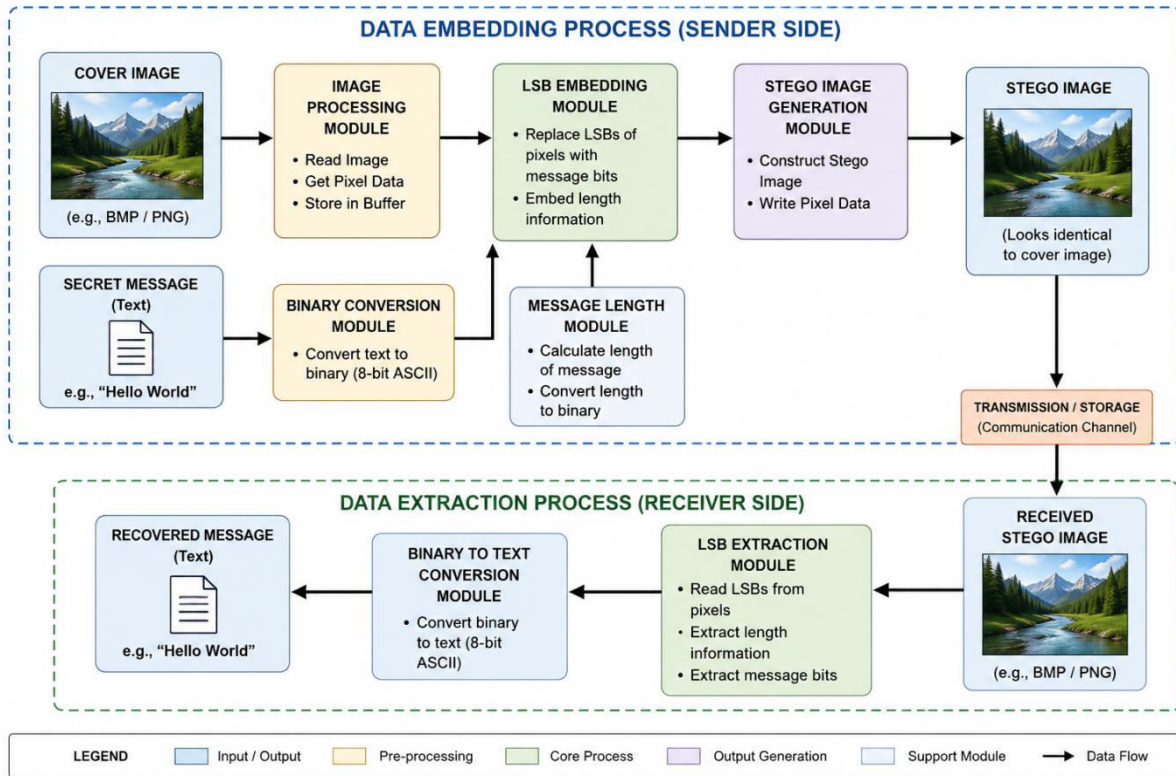 DATA EMBEDDING PROCESS (SENDER SIDE)
COVER IMAGE
(e.g., BMP / PNG)
IMAGE
PROCESSING
MODULE
• Read Image
• Get Pixel Data
• Store in Buffer
LSB EMBEDDING
MODULE
• Replace LSBs of
pixels with
message bits
• Embed length
information
STEGO IMAGE
GENERATION
MODULE
• Construct Stego
Image
• Write Pixel Data
STEGO IMAGE
(Looks identical
to cover image)
SECRET MESSAGE
(Text)
e.g., “Hello World”
BINARY CONVERSION
MODULE
• Convert text to
binary (8-bit ASCII)
MESSAGE LENGTH
MODULE
• Calculate length
of message
• Convert length
to binary
TRANSMISSION / STORAGE
(Communication Channel)
DATA EXTRACTION PROCESS (RECEIVER SIDE)
RECOVERED MESSAGE
(Text)
e.g., “Hello World”
BINARY TO TEXT
CONVERSION
MODULE
• Convert binary
to text (8-bit
ASCII)
LSB EXTRACTION
MODULE
• Read LSBs from
pixels
• Extract length
information
• Extract message bits
RECEIVED
STEGO IMAGE
(e.g., BMP / PNG)
LEGEND
Input / Output
Pre-processing
Core Process
Output Generation
Support Module
Data Flow